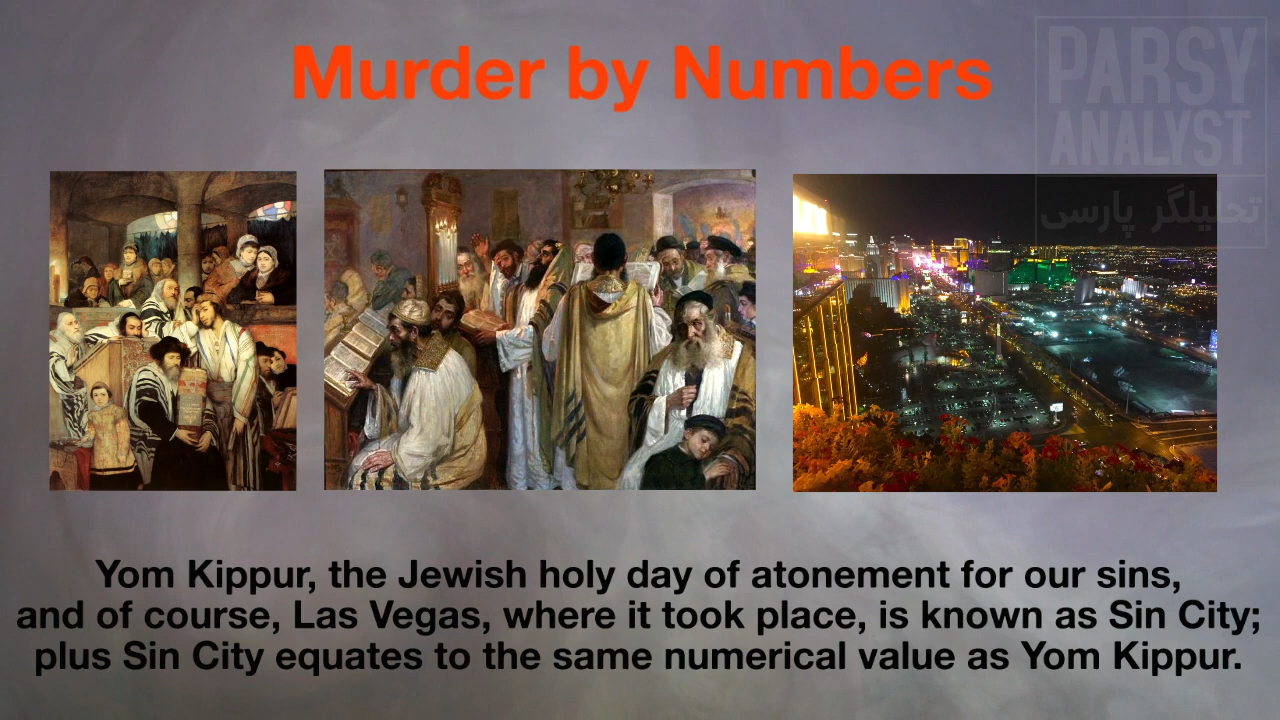 Murder by Numbers
PARSY
ANALYST
تحلیلگر پارسی
Yom Kippur, the Jewish holy day of atonement for our sins,
and of course, Las Vegas, where it took place, is known as Sin City;
plus Sin City equates to the same numerical value as Yom Kippur.